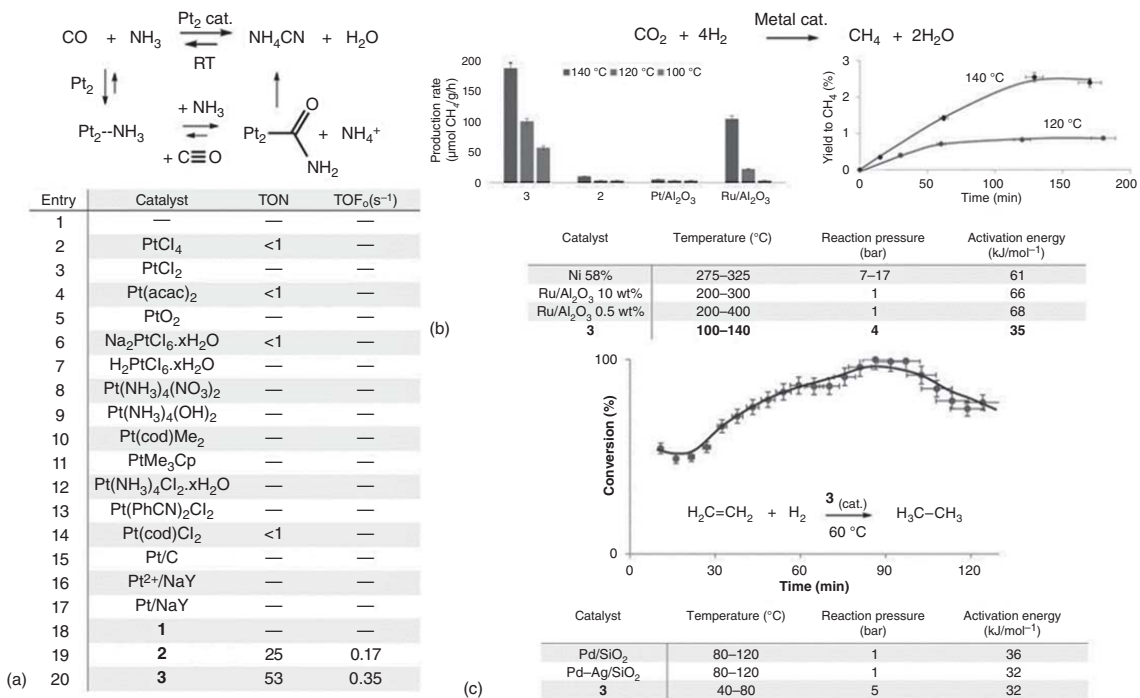 CO + NH3 Pt2 cat. NH4CN + H2O
RT
Pt2
+ NH3
Pt2--NH3 Pt2 O + NH4+
+ C≡O
NH2
Entry Catalyst TON TOFo(s−1)
1 — — —
2 PtCl4 <1 —
3 PtCl2 — —
4 Pt(acac)2 <1 —
5 PtO2 — —
6 Na2PtCl6.xH2O <1 —
7 H2PtCl6.xH2O — —
8 Pt(NH3)4(NO3)2 — —
9 Pt(NH3)4(OH)2 — —
10 Pt(cod)Me2 — —
11 PtMe3Cp — —
12 Pt(NH3)4Cl2.xH2O — —
13 Pt(PhCN)2Cl2 — —
14 Pt(cod)Cl2 <1 —
15 Pt/C — —
16 Pt2+/NaY — —
17 Pt/NaY — —
18 1 — —
19 2 25 0.17
20 3 53 0.35
(a)
CO2 + 4H2 Metal cat. CH4 + 2H2O
Production rate
(μmol CH4/g/h)
200
150
100
50
0
140 °C 120 °C 100 °C
3 2 Pt/Al2O3 Ru/Al2O3
Yield to CH4 (%)
3
2
1
0
140 °C
120 °C
0 50 100 150 200
Time (min)
Catalyst Temperature (°C) Reaction pressure (bar) Activation energy (kJ/mol−1)
Ni 58% 275–325 7–17 61
Ru/Al2O3 10 wt% 200–300 1 66
Ru/Al2O3 0.5 wt% 200–400 1 68
3 100–140 4 35
(b)
Conversion (%)
100
0
H2C=CH2 + H2 3 (cat.) H3C−CH3
60 °C
0 30 60 90 120
Time (min)
Catalyst Temperature (°C) Reaction pressure (bar) Activation energy (kJ/mol−1)
Pd/SiO2 80–120 1 36
Pd–Ag/SiO2 80–120 1 32
3 40–80 5 32
(c)